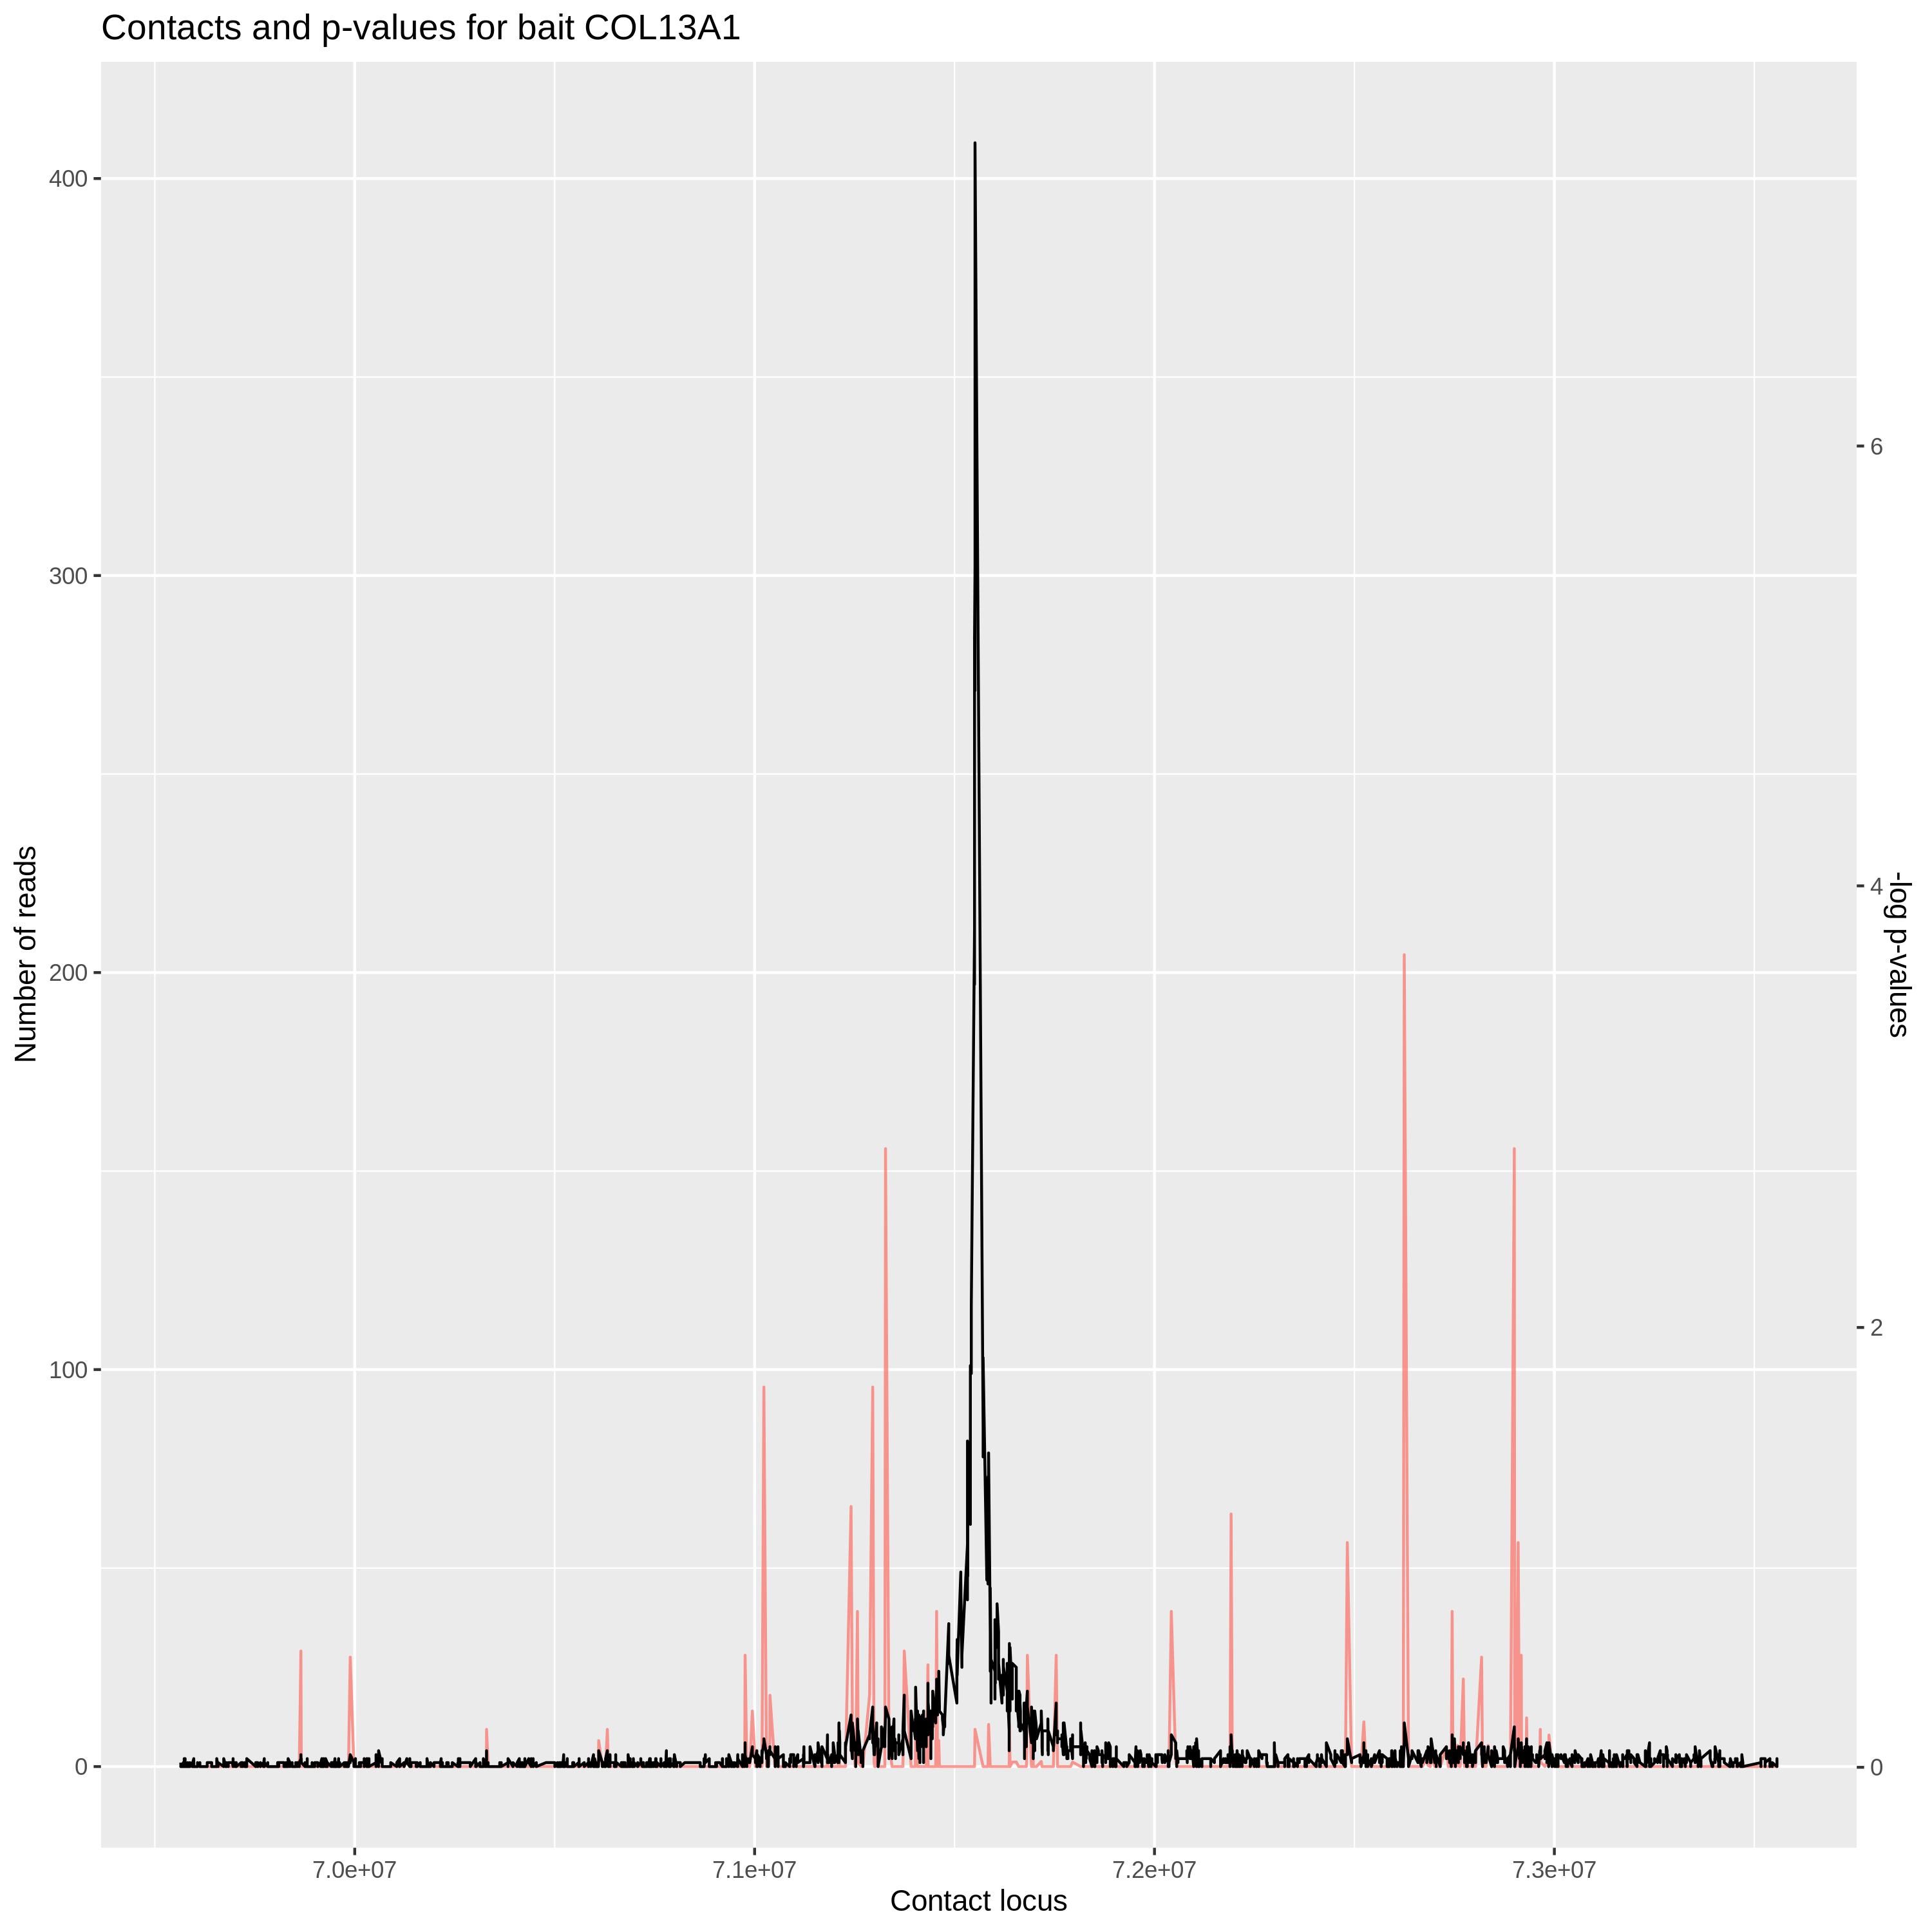 Contacts and p-values for bait COL13A1
400
300
200
100
0
Number of reads
6
4
2
0
-log p-values
7.0e+07
7.1e+07
7.2e+07
7.3e+07
Contact locus